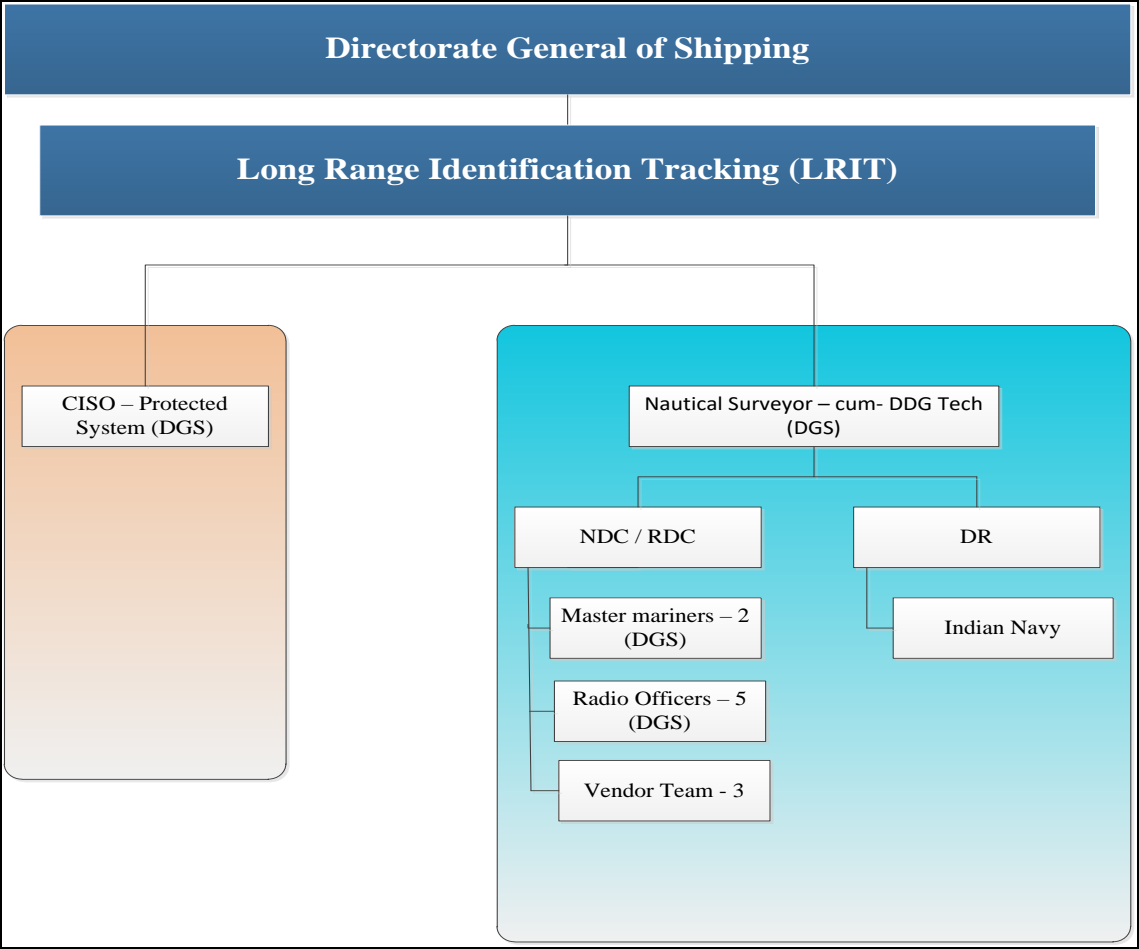 Directorate General of Shipping
Long Range Identification Tracking (LRIT)
CISO – Protected
System (DGS)
Nautical Surveyor – cum- DDG Tech
(DGS)
NDC / RDC
DR
Master mariners – 2
(DGS)
Indian Navy
Radio Officers – 5
(DGS)
Vendor Team - 3